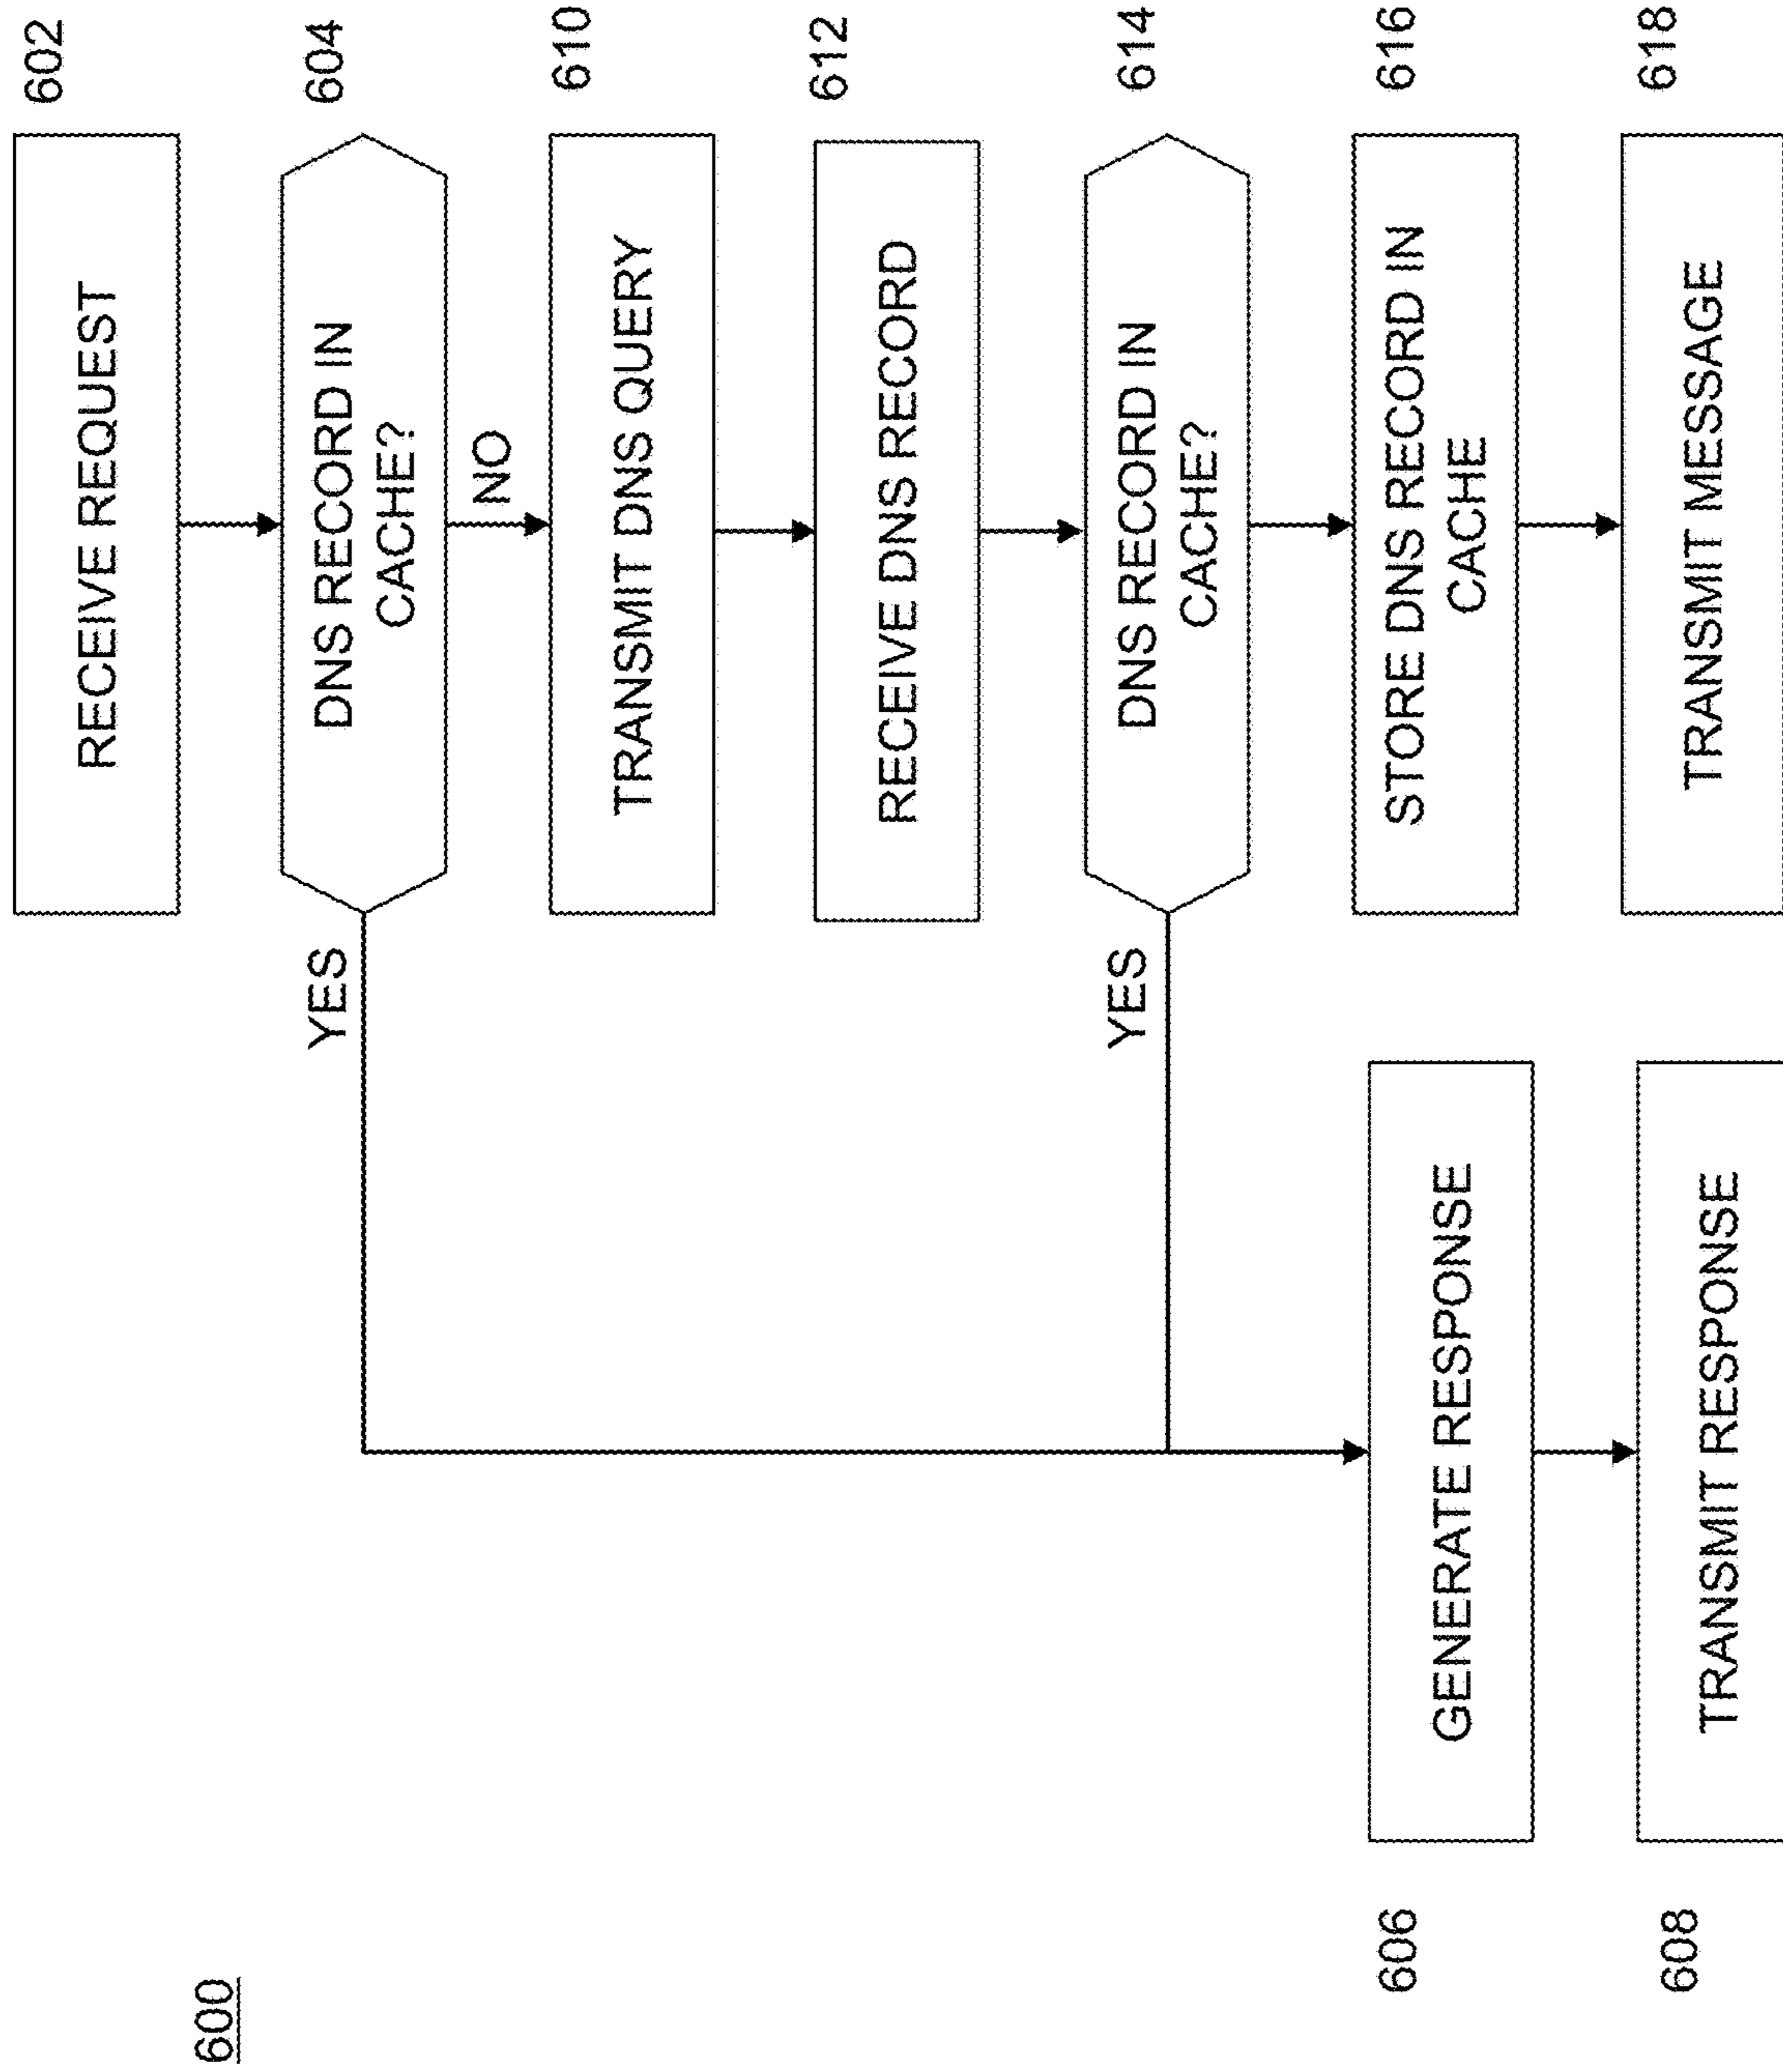 600
RECEIVE REQUEST
602
DNS RECORD IN
CACHE?
604
YES
NO
TRANSMIT DNS QUERY
610
RECEIVE DNS RECORD
612
DNS RECORD IN
CACHE?
614
YES
STORE DNS RECORD IN
CACHE
616
TRANSMIT MESSAGE
618
606
GENERATE RESPONSE
608
TRANSMIT RESPONSE